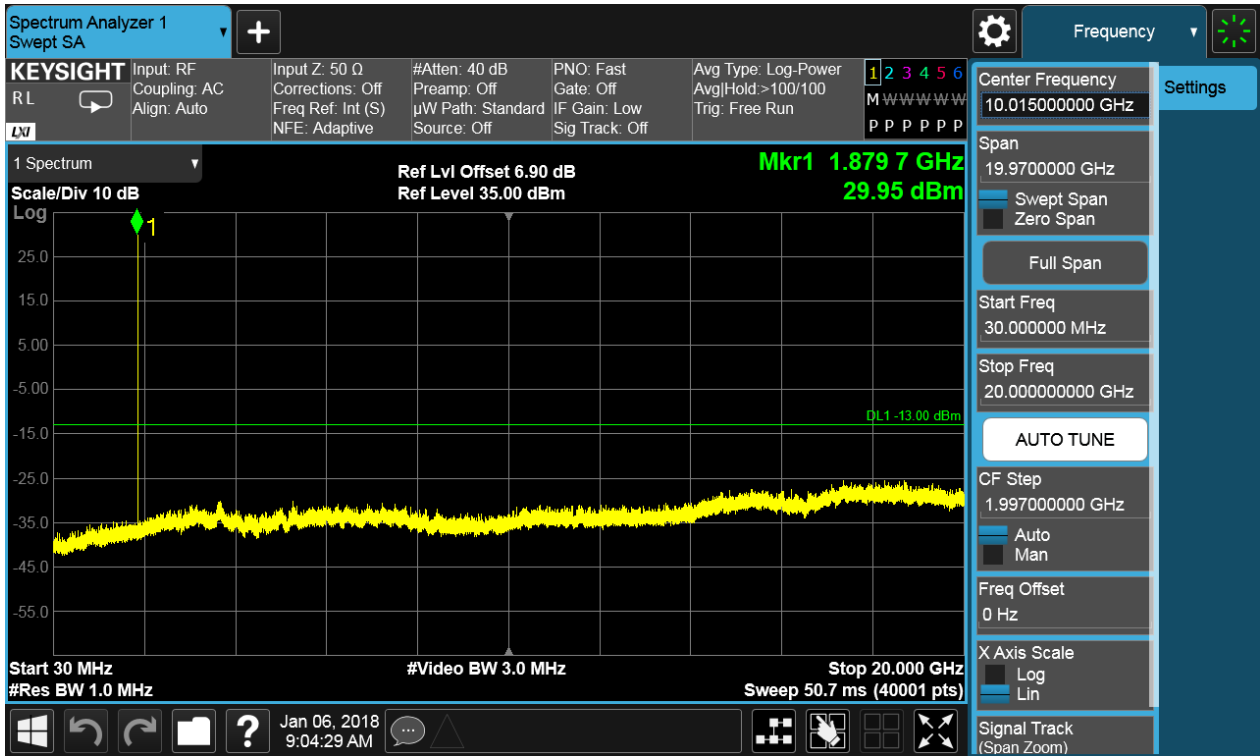 Spectrum Analyzer 1
Swept SA
+
Frequency
KEYSIGHT
R L
LXI
Input: RF
Coupling: AC
Align: Auto
Input Z: 50 Ω
Corrections: Off
Freq Ref: Int (S)
NFE: Adaptive
#Atten: 40 dB
Preamp: Off
µW Path: Standard
Source: Off
PNO: Fast
Gate: Off
IF Gain: Low
Sig Track: Off
Avg Type: Log-Power
Avg|Hold:>100/100
Trig: Free Run
1 2 3 4 5 6
M W W W W W
P P P P P P
1 Spectrum
Scale/Div 10 dB
Log
Ref Lvl Offset 6.90 dB
Ref Level 35.00 dBm
Mkr1 1.879 7 GHz
29.95 dBm
1
25.0
15.0
5.00
-5.00
-15.0
-25.0
-35.0
-45.0
-55.0
DL1 -13.00 dBm
Start 30 MHz
#Res BW 1.0 MHz
#Video BW 3.0 MHz
Stop 20.000 GHz
Sweep 50.7 ms (40001 pts)
Center Frequency
10.015000000 GHz
Span
19.9700000 GHz
Swept Span
Zero Span
Full Span
Start Freq
30.000000 MHz
Stop Freq
20.000000000 GHz
AUTO TUNE
CF Step
1.997000000 GHz
Auto
Man
Freq Offset
0 Hz
X Axis Scale
Log
Lin
Signal Track
(Span Zoom)
Settings
?
Jan 06, 2018
9:04:29 AM